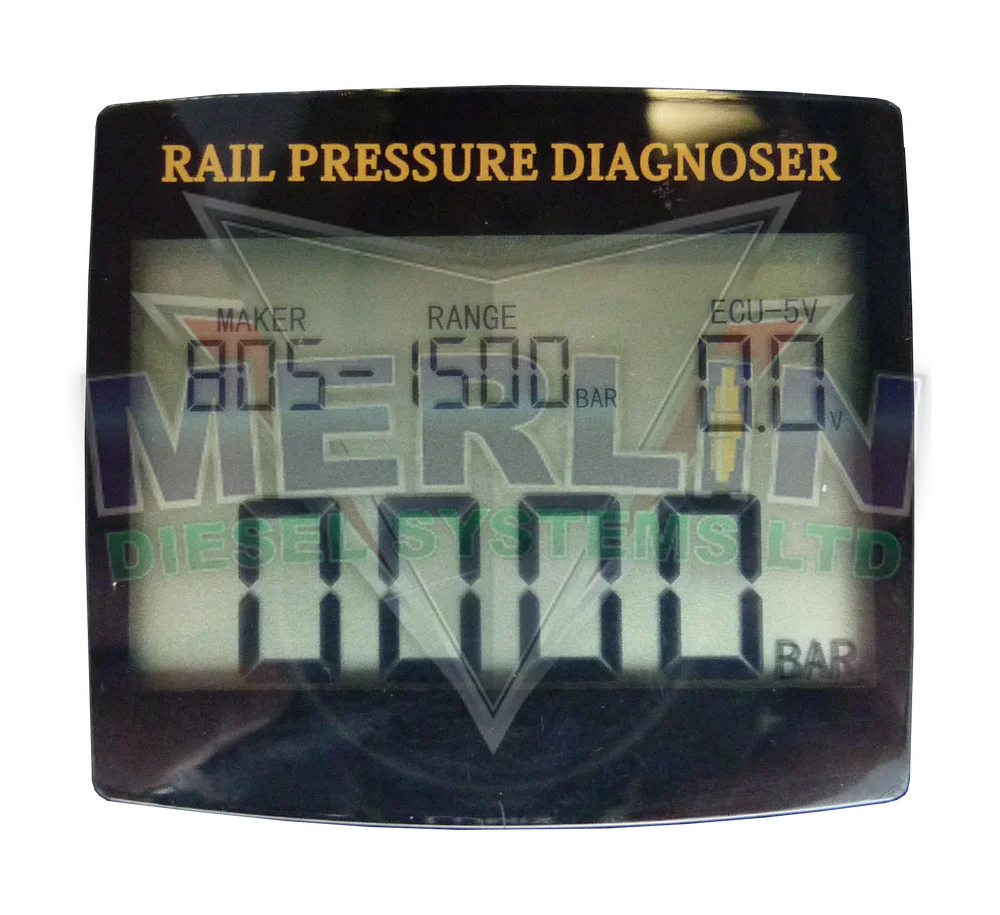 RAIL PRESSURE DIAGNOSER
MAKER RANGE ECU-5V
BOS-1500 BAR 0.0 V
MERLIN
DIESEL SYSTEMS LTD
0000 BAR